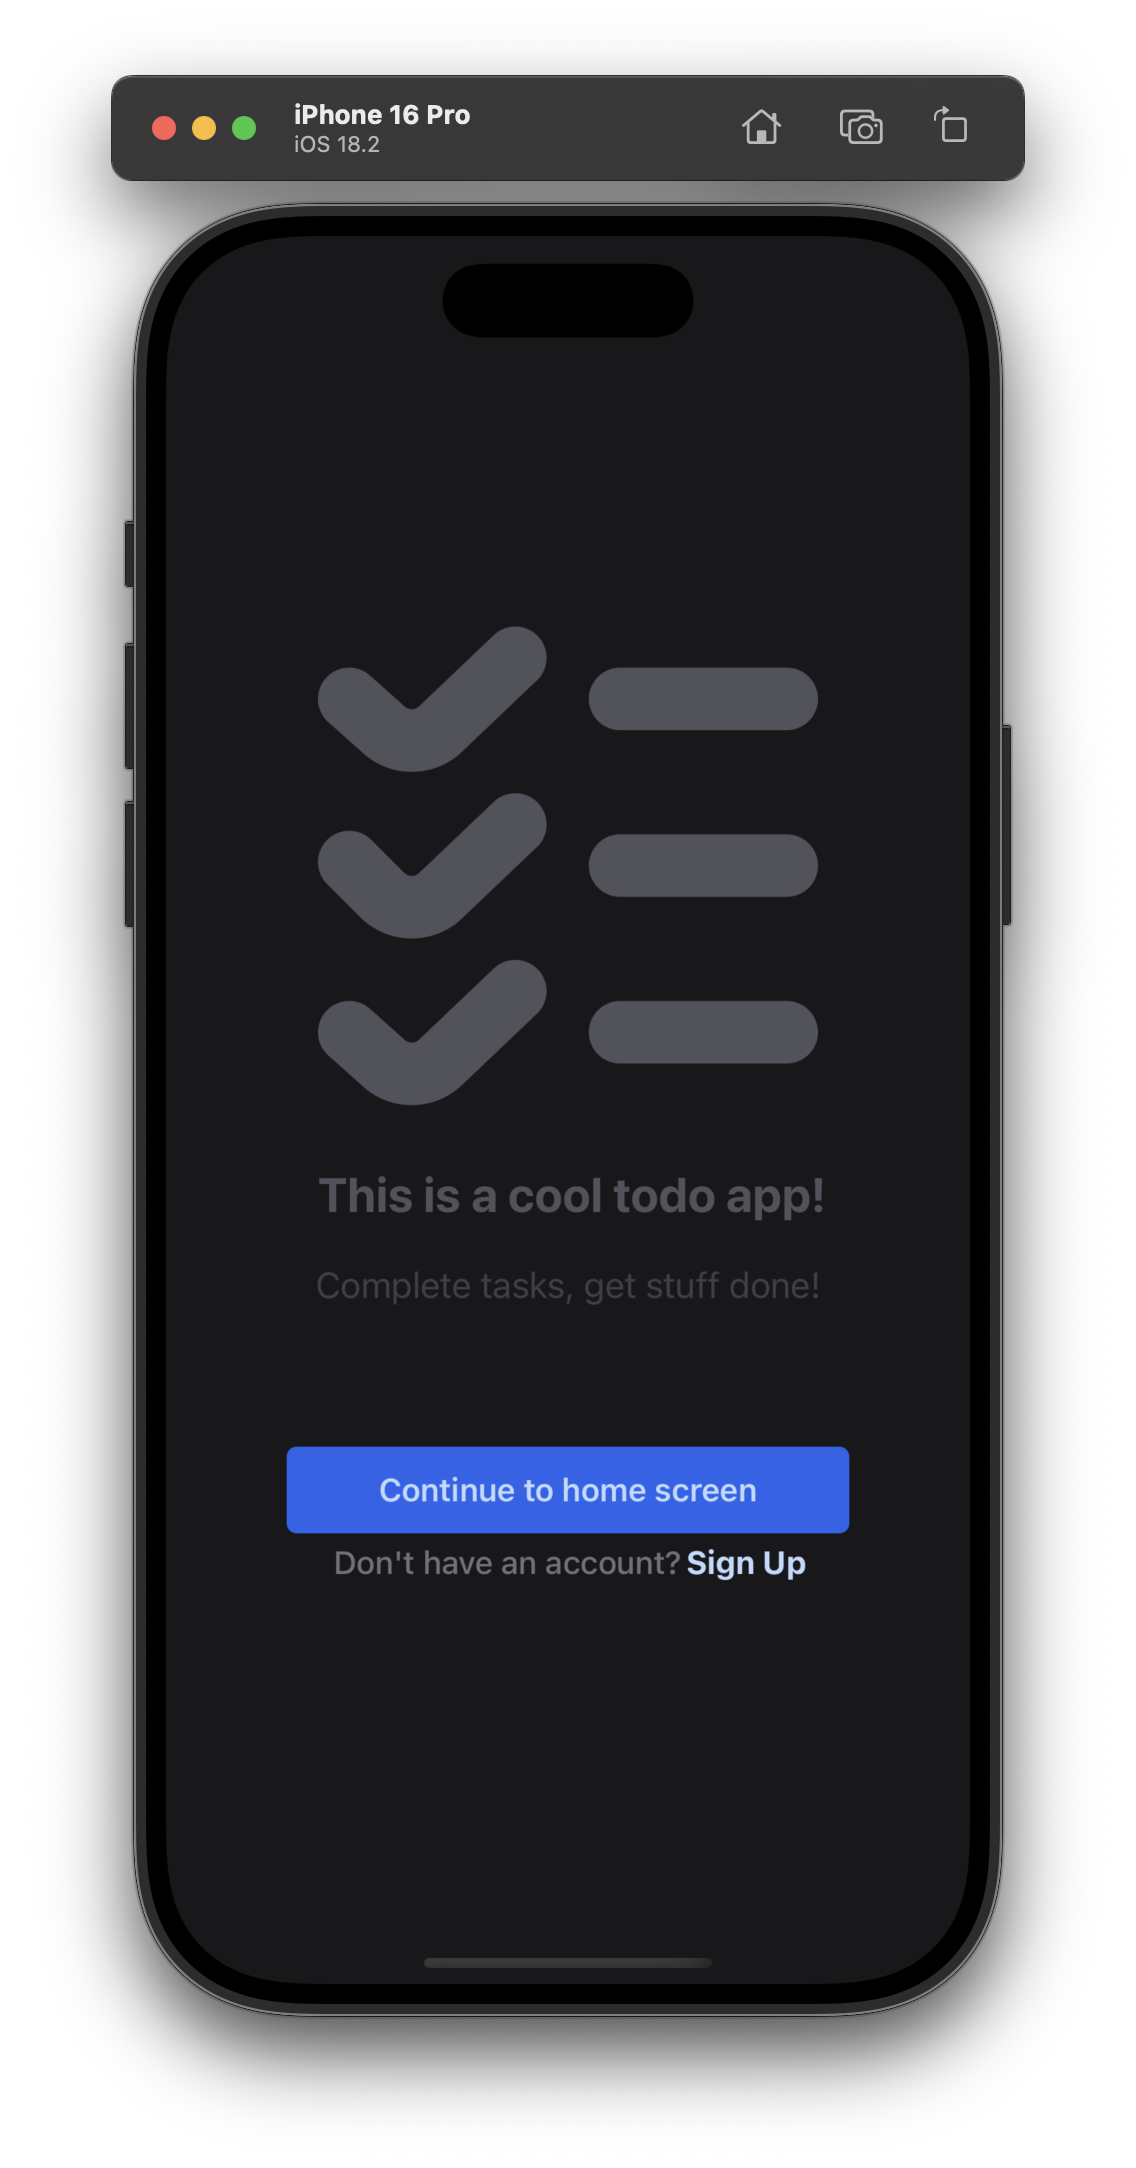 iPhone 16 Pro
iOS 18.2
This is a cool todo app!
Complete tasks, get stuff done!
Continue to home screen
Don't have an account? Sign Up